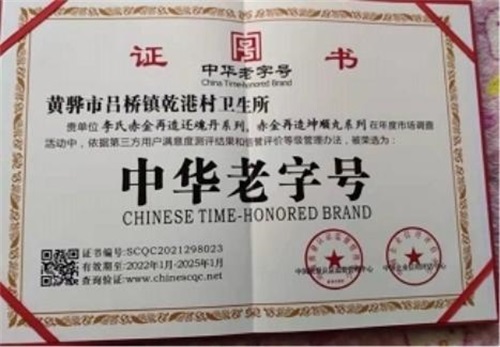 证 书
中华老字号
China Time-Honored Brand
黄骅市吕桥镇乾港村卫生所
贵单位李氏赤金再造还魂丹系列、赤金再造坤顺丸系列在年度市场调查
活动中，依据第三方用户满意度测评结果和信誉评价等级管理办法，被荣选为：
中华老字号
CHINESE TIME-HONORED BRAND
证书编号:SCQC2021298023
有效期至:2022年1月-2025年1月
查询验证:www.chinescqc.net